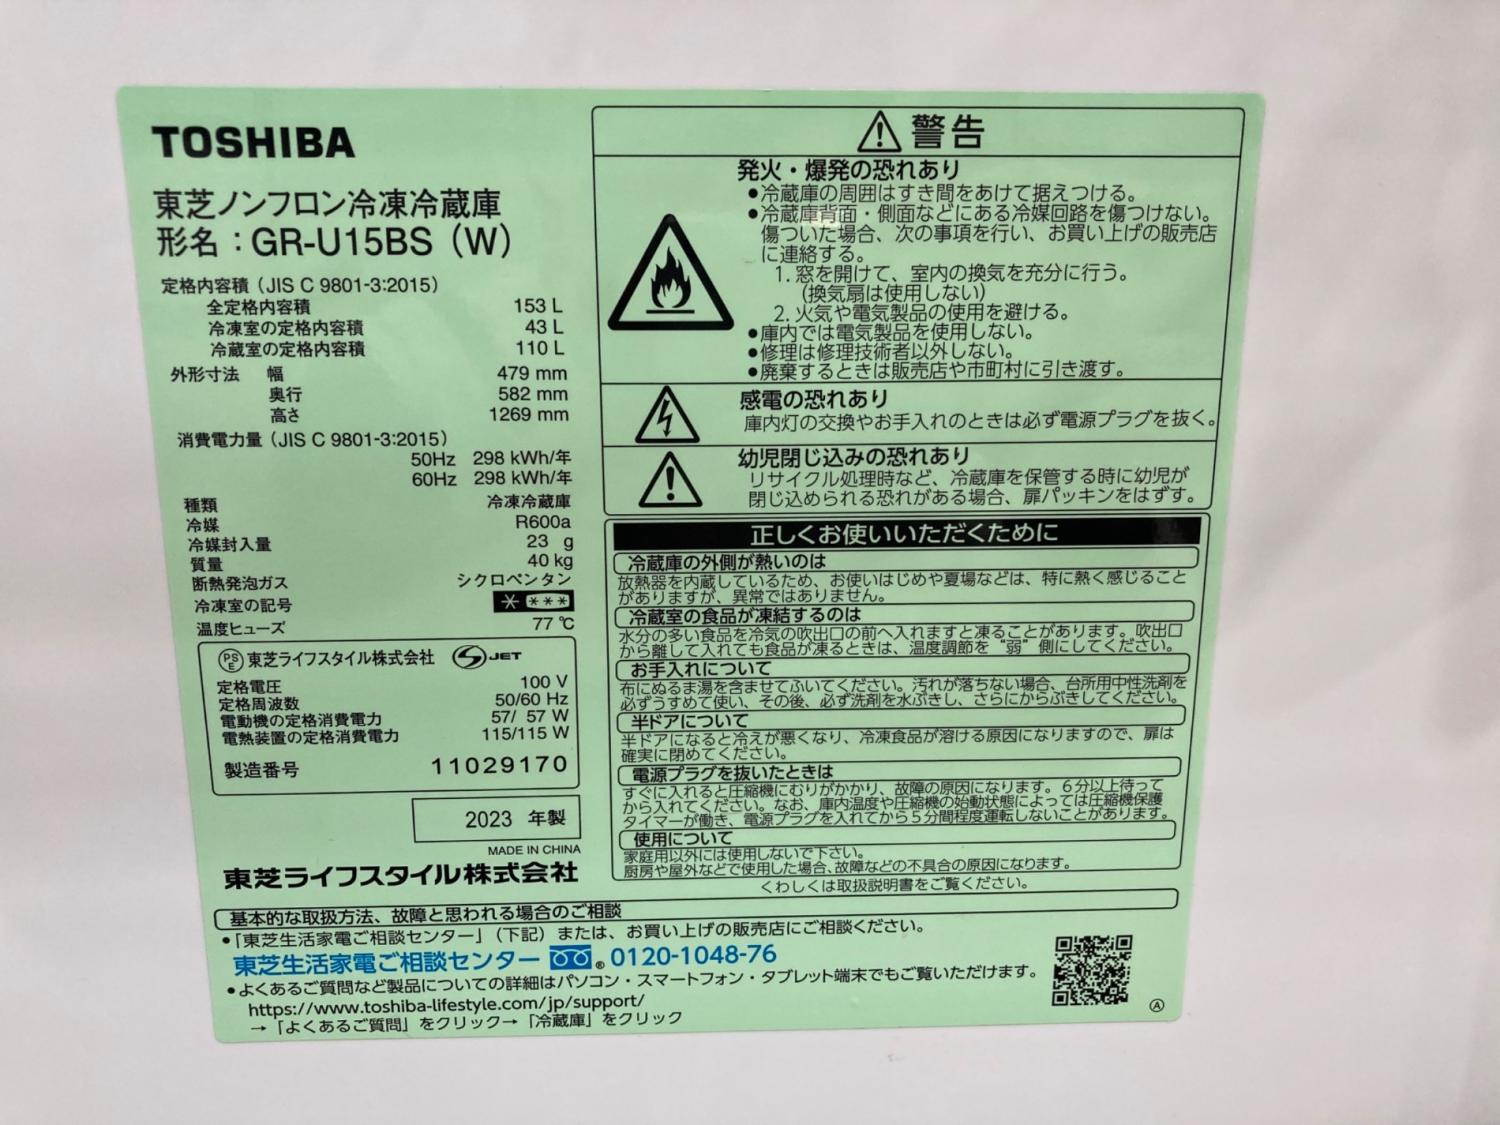 TOSHIBA
東芝ノンフロン冷凍冷蔵庫
形名：GR-U15BS（W）
定格内容積（JIS C 9801-3:2015）
全定格内容積 153 L
冷凍室の定格内容積 43 L
冷蔵室の定格内容積 110 L
外形寸法 幅 479 mm
奥行 582 mm
高さ 1269 mm
消費電力量（JIS C 9801-3:2015）
50Hz 298 kWh/年
60Hz 298 kWh/年
種類 冷凍冷蔵庫
冷媒 R600a
冷媒封入量 23 g
質量 40 kg
断熱発泡ガス シクロペンタン
冷凍室の記号 * ***
温度ヒューズ 77 ℃
PSE 東芝ライフスタイル株式会社 JET
定格電圧 100 V
定格周波数 50/60 Hz
電動機の定格消費電力 57/ 57 W
電熱装置の定格消費電力 115/115 W
製造番号 11029170
2023 年製
MADE IN CHINA
東芝ライフスタイル株式会社
警告
発火・爆発の恐れあり
●冷蔵庫の周囲はすき間をあけて据えつける。
●冷蔵庫背面・側面などにある冷媒回路を傷つけない。
傷ついた場合、次の事項を行い、お買い上げの販売店
に連絡する。
1. 窓を開けて、室内の換気を充分に行う。
（換気扇は使用しない）
2. 火気や電気製品の使用を避ける。
●庫内では電気製品を使用しない。
●修理は修理技術者以外しない。
●廃棄するときは販売店や市町村に引き渡す。
感電の恐れあり
庫内灯の交換やお手入れのときは必ず電源プラグを抜く。
幼児閉じ込みの恐れあり
リサイクル処理時など、冷蔵庫を保管する時に幼児が
閉じ込められる恐れがある場合、扉パッキンをはずす。
正しくお使いいただくために
冷蔵庫の外側が熱いのは
放熱器を内蔵しているため、お使いはじめや夏場などは、特に熱く感じること
がありますが、異常ではありません。
冷蔵室の食品が凍結するのは
水分の多い食品を冷気の吹出口の前へ入れますと凍ることがあります。吹出口
から離して入れても食品が凍るときは、温度調節を“弱”側にしてください。
お手入れについて
布にぬるま湯を含ませてふいてください。汚れが落ちない場合、台所用中性洗剤を
必ずうすめて使い、その後、必ず洗剤を水ぶきし、さらにからぶきしてください。
半ドアについて
半ドアになると冷えが悪くなり、冷凍食品が溶ける原因になりますので、扉は
確実に閉めてください。
電源プラグを抜いたときは
すぐに入れると圧縮機にむりがかかり、故障の原因になります。６分以上待って
から入れてください。なお、庫内温度や圧縮機の始動状態によっては圧縮機保護
タイマーが働き、電源プラグを入れてから５分間程度運転しないことがあります。
使用について
家庭用以外には使用しないで下さい。
厨房や屋外などで使用した場合、故障などの不具合の原因になります。
くわしくは取扱説明書をご覧ください。
基本的な取扱方法、故障と思われる場合のご相談
●「東芝生活家電ご相談センター」（下記）または、お買い上げの販売店にご相談ください。
東芝生活家電ご相談センター ® 0120-1048-76
●よくあるご質問など製品についての詳細はパソコン・スマートフォン・タブレット端末でもご覧いただけます。
https://www.toshiba-lifestyle.com/jp/support/
→「よくあるご質問」をクリック→「冷蔵庫」をクリック
Ⓐ